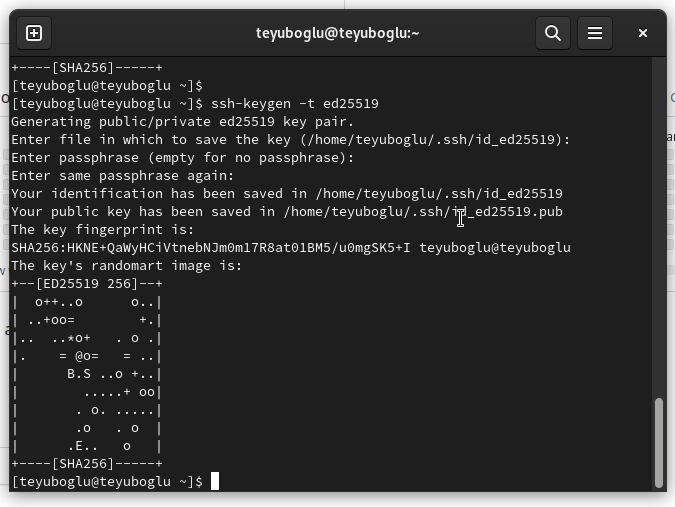 teyuboglu@teyuboglu:~
+----[SHA256]-----+
[teyuboglu@teyuboglu ~]$
[teyuboglu@teyuboglu ~]$ ssh-keygen -t ed25519
Generating public/private ed25519 key pair.
Enter file in which to save the key (/home/teyuboglu/.ssh/id_ed25519):
Enter passphrase (empty for no passphrase):
Enter same passphrase again:
Your identification has been saved in /home/teyuboglu/.ssh/id_ed25519
Your public key has been saved in /home/teyuboglu/.ssh/id_ed25519.pub
The key fingerprint is:
SHA256:HKNE+QaWyHCiVtnebNJm0m17R8at01BM5/u0mgSK5+I teyuboglu@teyuboglu
The key's randomart image is:
+--[ED25519 256]--+
|  o++..o      o..|
| ..+oo=        +.|
|..  ..*o+   . o .|
|.    = @o=   = ..|
|      B.S ..o +..|
|        .....+ oo|
|       . o. .....|
|       .o   . o  |
|      .E..   o   |
+----[SHA256]-----+
[teyuboglu@teyuboglu ~]$